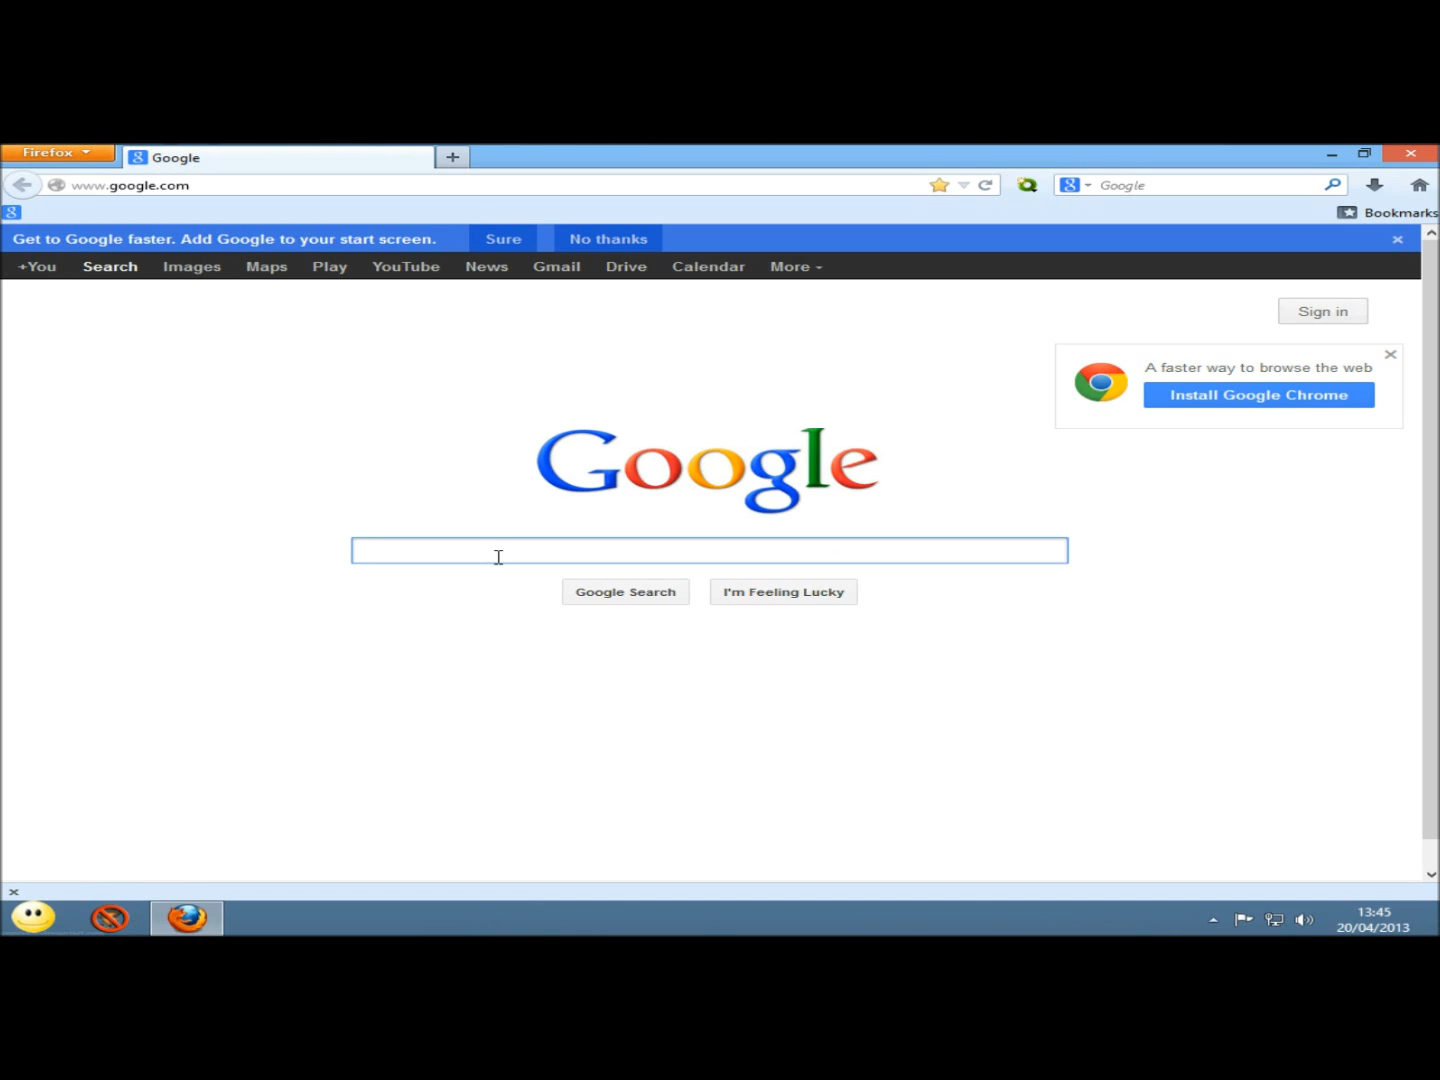 Firefox
Google
www.google.com
Google
Bookmarks
Get to Google faster. Add Google to your start screen. Sure No thanks
+You Search Images Maps Play YouTube News Gmail Drive Calendar More
Sign in
A faster way to browse the web
Install Google Chrome
Google
Google Search I'm Feeling Lucky
13:45
20/04/2013